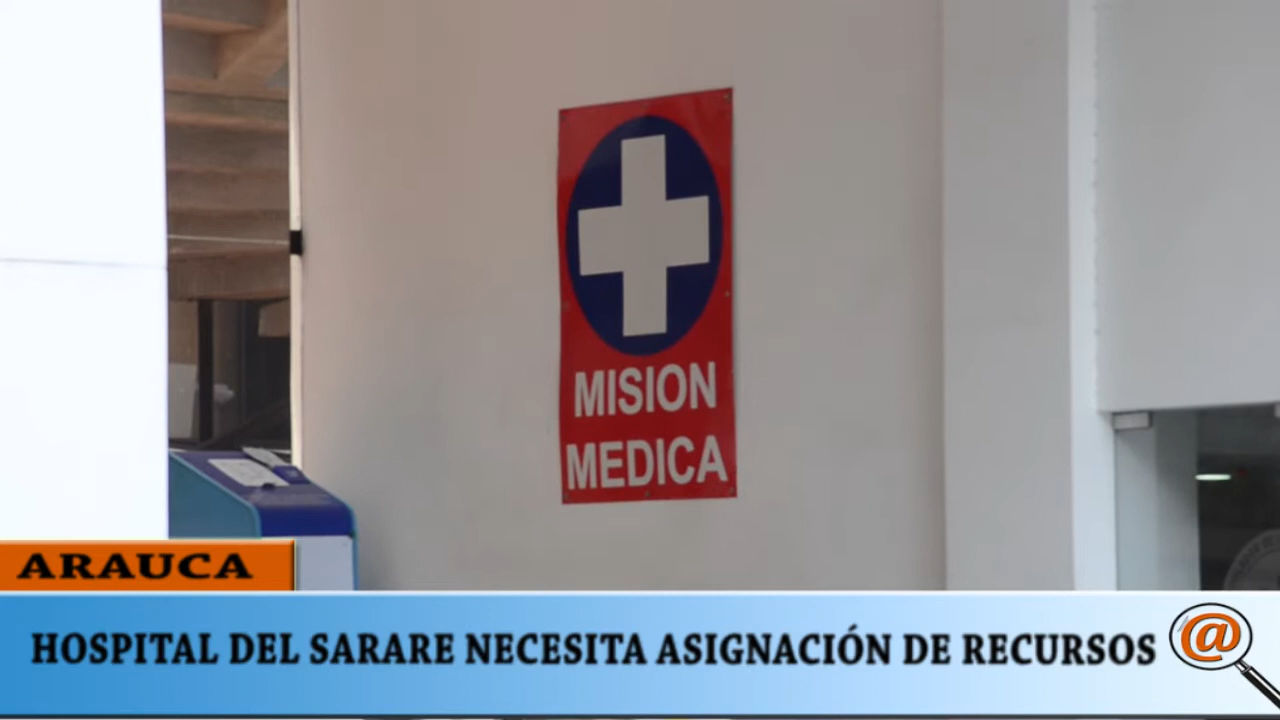 MISION
MEDICA
ARAUCA
HOSPITAL DEL SARARE NECESITA ASIGNACIÓN DE RECURSOS
@